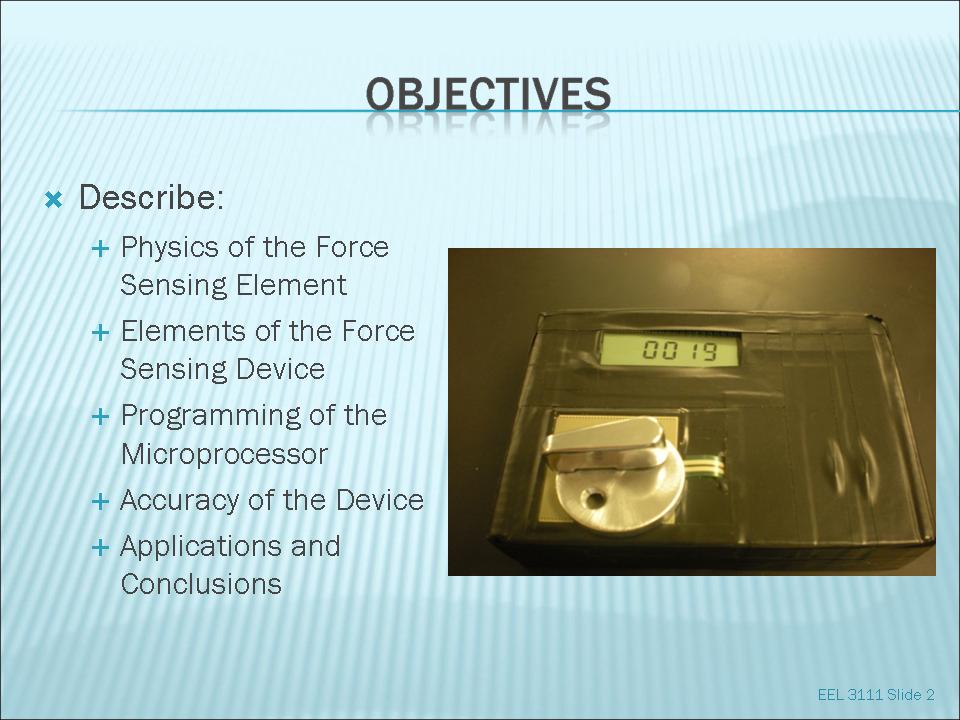 OBJECTIVES
Describe:
Physics of the Force
Sensing Element
Elements of the Force
Sensing Device
Programming of the
Microprocessor
Accuracy of the Device
Applications and
Conclusions
0019
EEL 3111 Slide 2